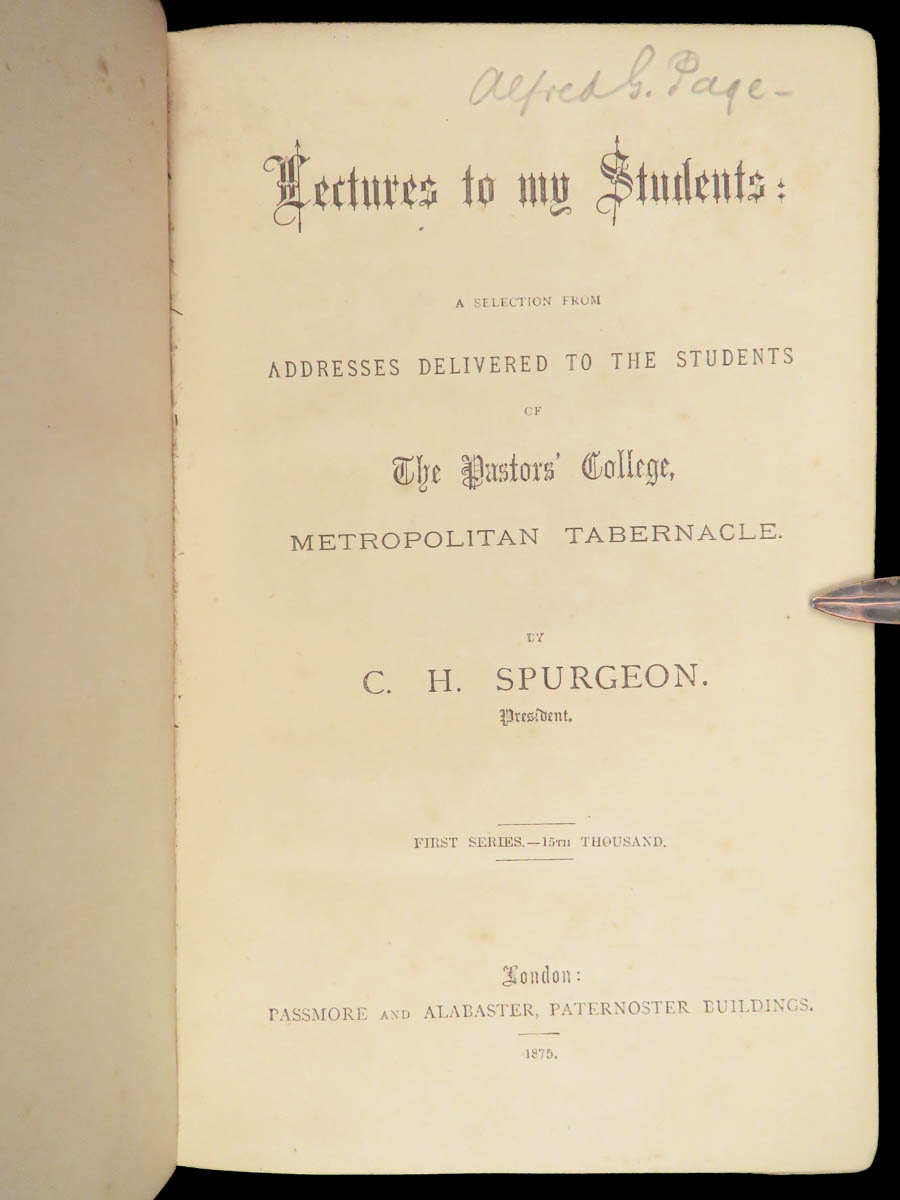 Alfred G. Page -
Lectures to my Students:
A SELECTION FROM
ADDRESSES DELIVERED TO THE STUDENTS
OF
The Pastors' College,
METROPOLITAN TABERNACLE.
BY
C. H. SPURGEON.
President.
FIRST SERIES.—15TH THOUSAND.
London:
PASSMORE AND ALABASTER, PATERNOSTER BUILDINGS.
1875.